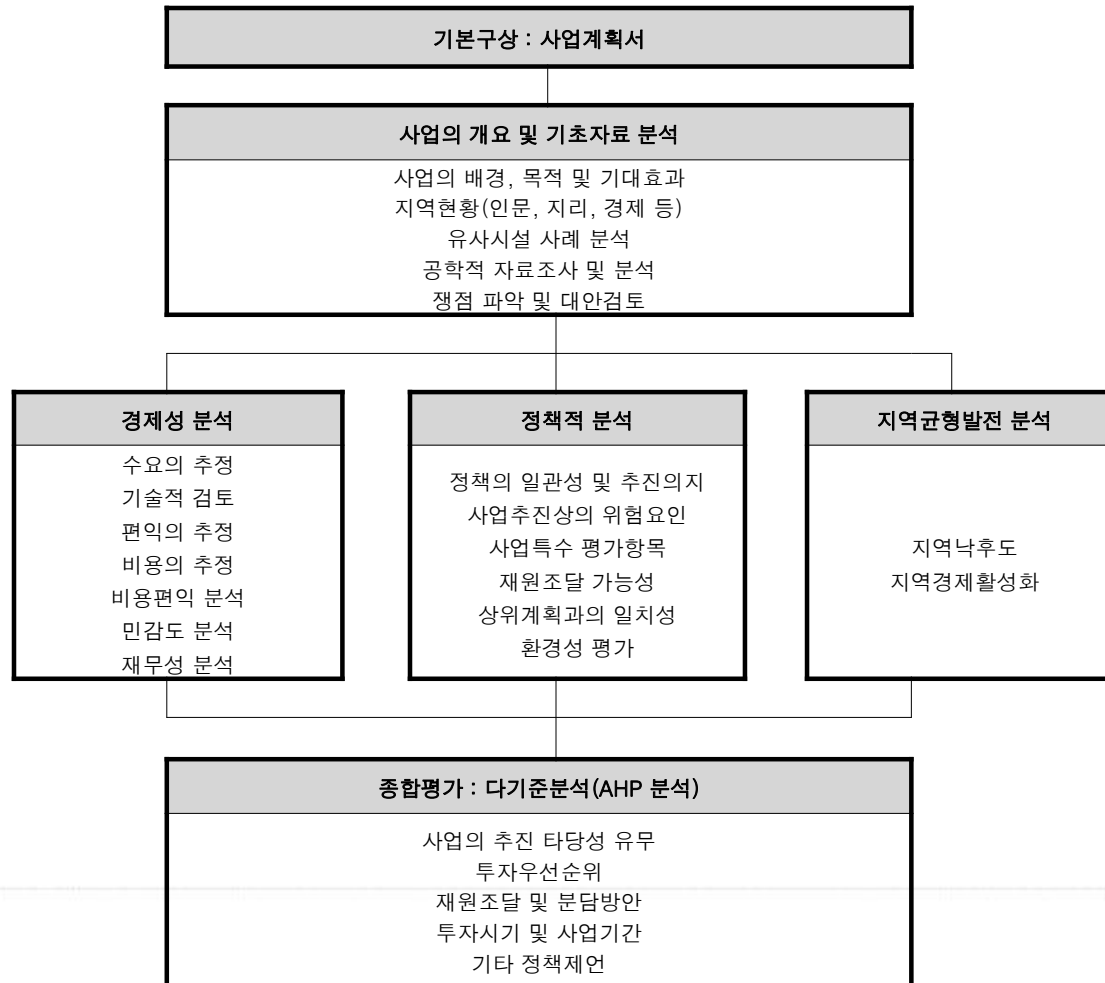 기본구상 : 사업계획서
사업의 개요 및 기초자료 분석
사업의 배경, 목적 및 기대효과
지역현황(인문, 지리, 경제 등)
유사시설 사례 분석
공학적 자료조사 및 분석
쟁점 파악 및 대안검토
경제성 분석
수요의 추정
기술적 검토
편익의 추정
비용의 추정
비용편익 분석
민감도 분석
재무성 분석
정책적 분석
정책의 일관성 및 추진의지
사업추진상의 위험요인
사업특수 평가항목
재원조달 가능성
상위계획과의 일치성
환경성 평가
지역균형발전 분석
지역낙후도
지역경제활성화
종합평가 : 다기준분석(AHP 분석)
사업의 추진 타당성 유무
투자우선순위
재원조달 및 분담방안
투자시기 및 사업기간
기타 정책제언